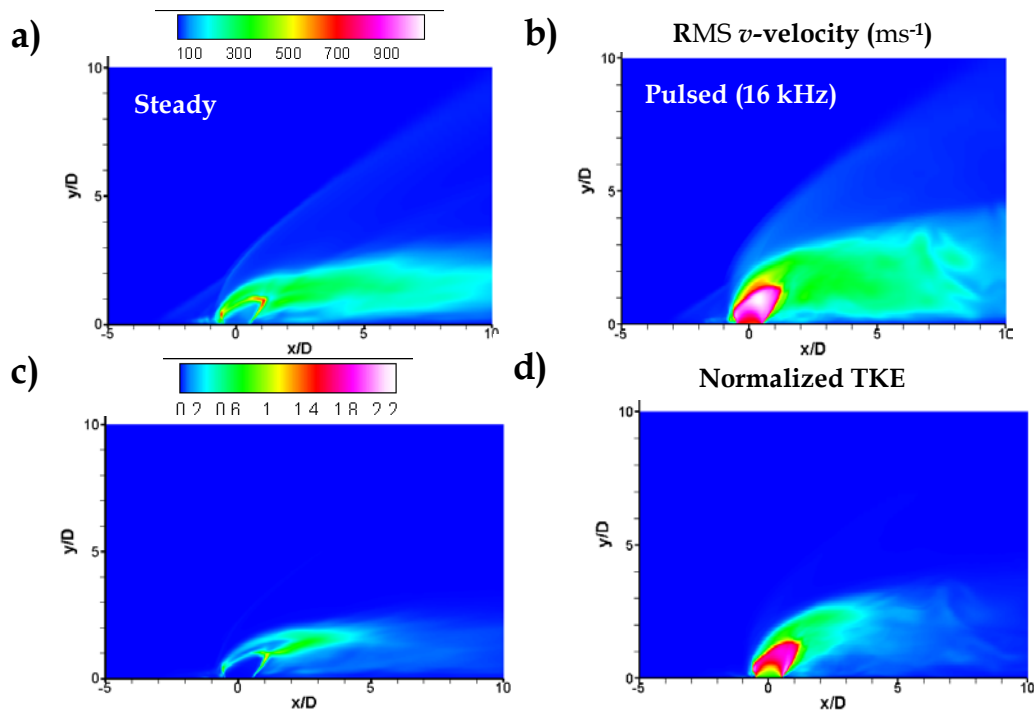 a)
100 300 500 700 900
b)
RMS v-velocity (ms-1)
10
5
0
y/D
Steady
-5 0 5 10
x/D
10
5
0
y/D
Pulsed (16 kHz)
-5 0 5
x/D
c)
0.2 0.6 1 1.4 1.8 2.2
d)
Normalized TKE
10
5
0
y/D
-5 0 5 10
x/D
10
5
0
y/D
-5 0 5 10
x/D